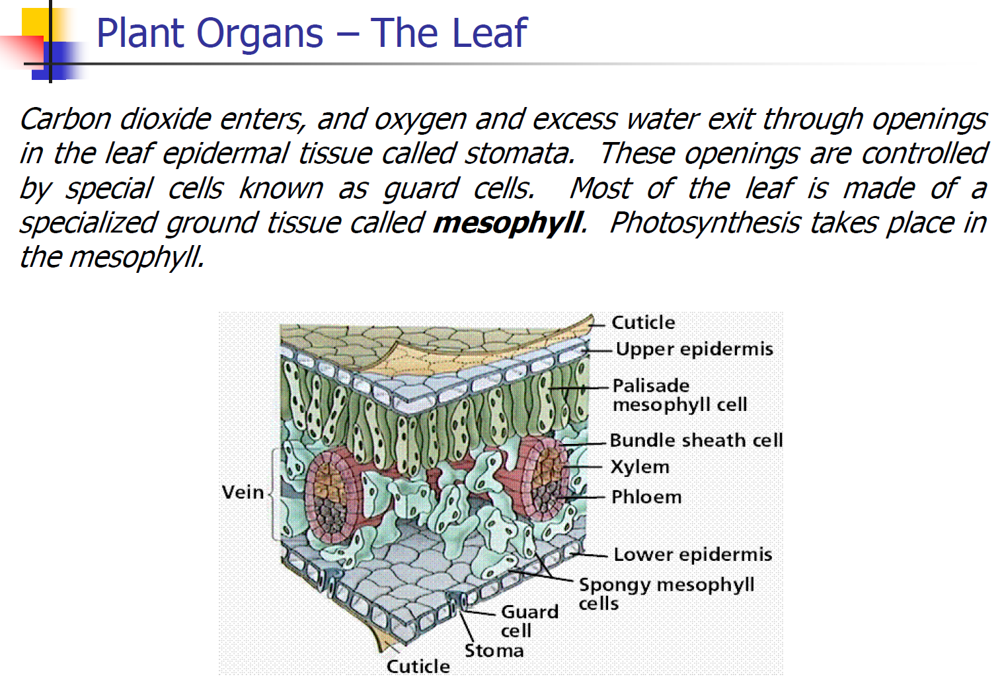 Plant Organs – The Leaf
Carbon dioxide enters, and oxygen and excess water exit through openings
in the leaf epidermal tissue called stomata. These openings are controlled
by special cells known as guard cells. Most of the leaf is made of a
specialized ground tissue called mesophyll. Photosynthesis takes place in
the mesophyll.
Cuticle
Upper epidermis
Palisade
mesophyll cell
Bundle sheath cell
Xylem
Vein
Phloem
Lower epidermis
Spongy mesophyll
cells
Guard
cell
Stoma
Cuticle